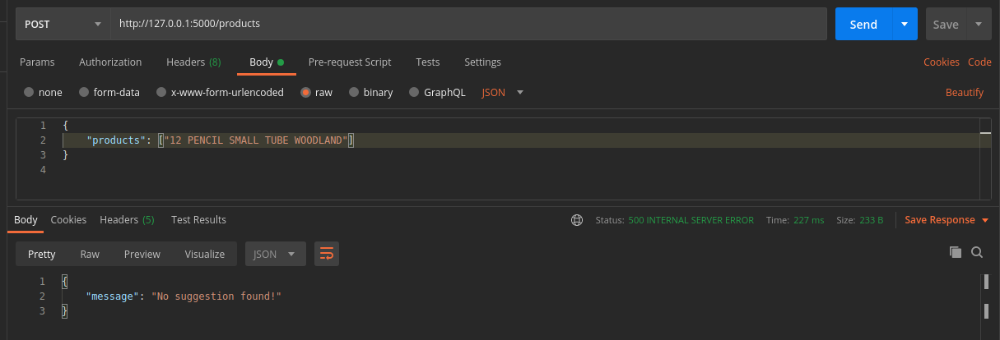 POST http://127.0.0.1:5000/products Send Save
Params Authorization Headers (8) Body Pre-request Script Tests Settings Cookies Code
none form-data x-www-form-urlencoded raw binary GraphQL JSON Beautify
1 {
2 "products": ["12 PENCIL SMALL TUBE WOODLAND"]
3 }
4
Body Cookies Headers (5) Test Results Status: 500 INTERNAL SERVER ERROR Time: 227 ms Size: 233 B Save Response
Pretty Raw Preview Visualize JSON
1 {
2 "message": "No suggestion found!"
3 }